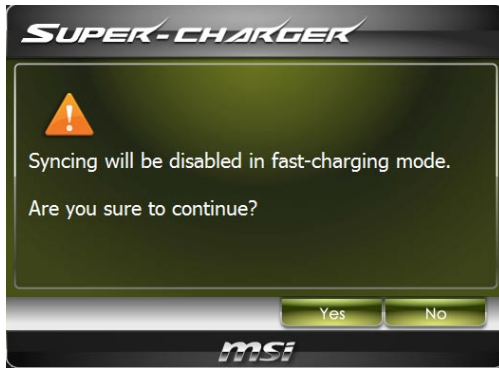 SUPER-CHARGER
Syncing will be disabled in fast-charging mode.
Are you sure to continue?
Yes No
msi